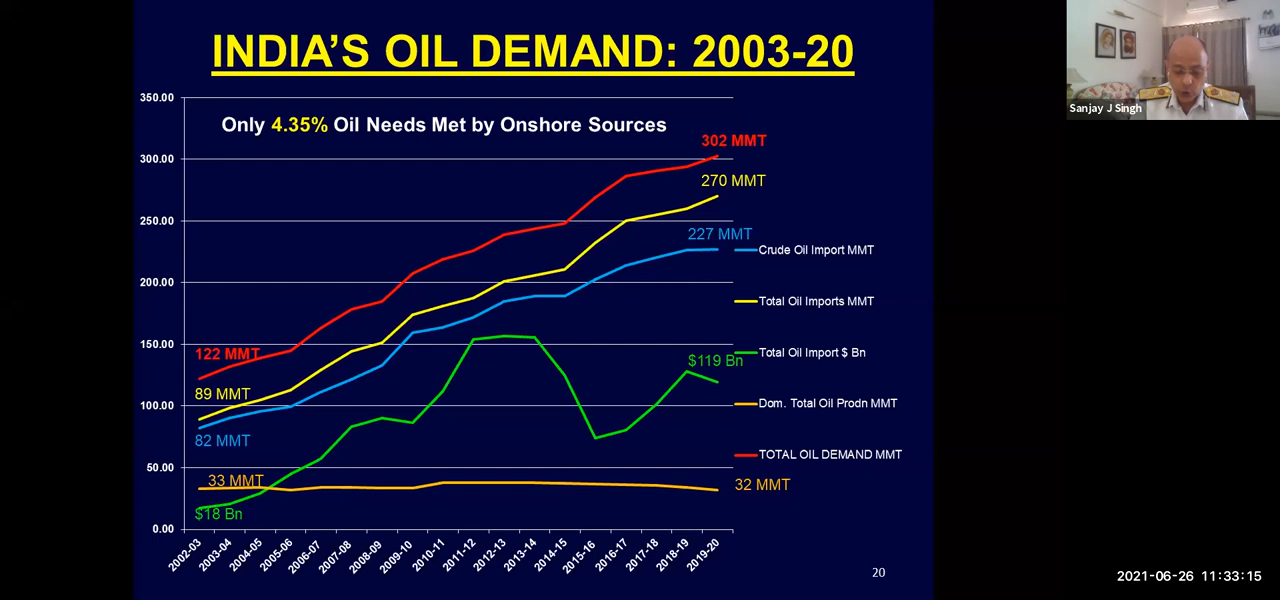 INDIA'S OIL DEMAND: 2003-20
350.00
Only 4.35% Oil Needs Met by Onshore Sources
300.00
250.00
200.00
150.00
100.00
50.00
0.00
302 MMT
270 MMT
227 MMT
$119 Bn
32 MMT
122 MMT
89 MMT
82 MMT
33 MMT
$18 Bn
Crude Oil Import MMT
Total Oil Imports MMT
Total Oil Import $ Bn
Dom. Total Oil Prodn MMT
TOTAL OIL DEMAND MMT
2002-03
2003-04
2004-05
2005-06
2006-07
2007-08
2008-09
2009-10
2010-11
2011-12
2012-13
2013-14
2014-15
2015-16
2016-17
2017-18
2018-19
2019-20
20
Sanjay J Singh
2021-06-26 11:33:15